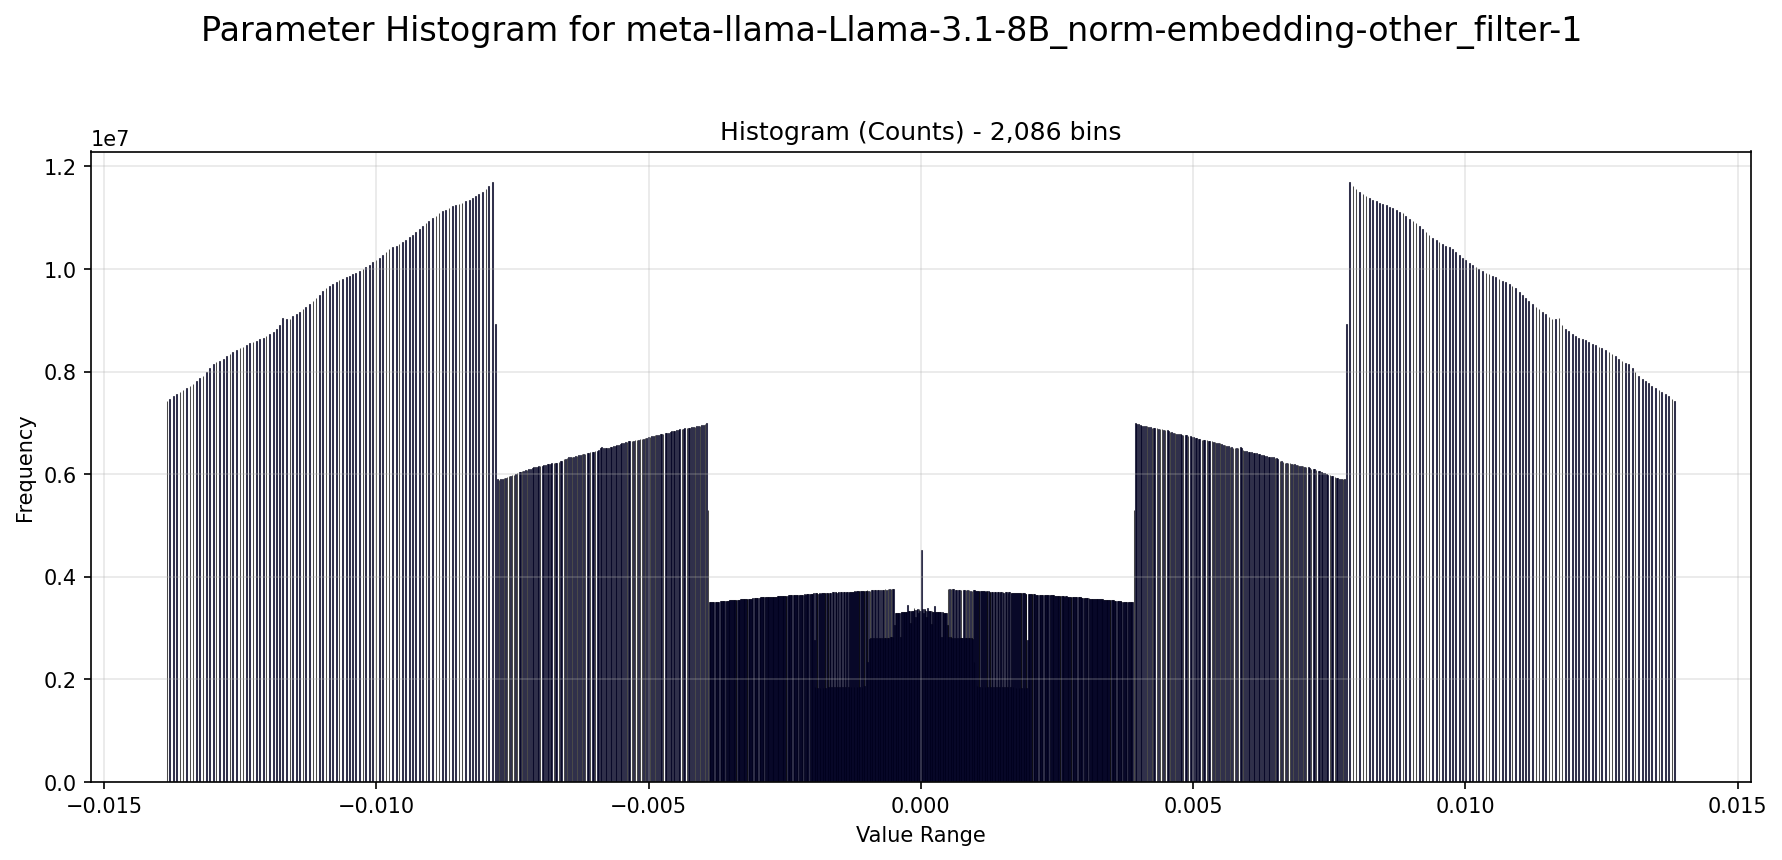 Parameter Histogram for meta-llama-Llama-3.1-8B_norm-embedding-other_filter-1
Histogram (Counts) - 2,086 bins
1e7
1.2
1.0
0.8
0.6
0.4
0.2
0.0
Frequency
−0.015 −0.010 −0.005 0.000 0.005 0.010 0.015
Value Range